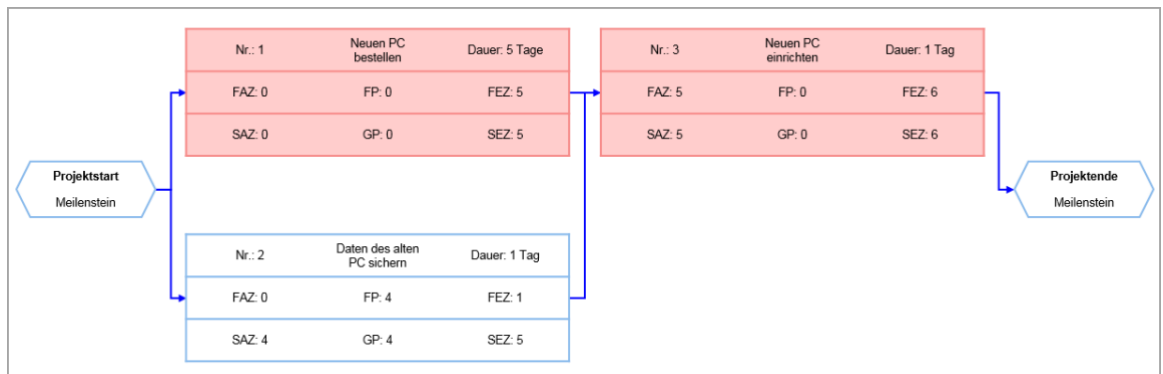 Nr.: 1
Neuen PC
bestellen
Dauer: 5 Tage
FAZ: 0
FP: 0
FEZ: 5
SAZ: 0
GP: 0
SEZ: 5
Nr.: 3
Neuen PC
einrichten
Dauer: 1 Tag
FAZ: 5
FP: 0
FEZ: 6
SAZ: 5
GP: 0
SEZ: 6
Projektstart
Meilenstein
Projektende
Meilenstein
Nr.: 2
Daten des alten
PC sichern
Dauer: 1 Tag
FAZ: 0
FP: 4
FEZ: 1
SAZ: 4
GP: 4
SEZ: 5